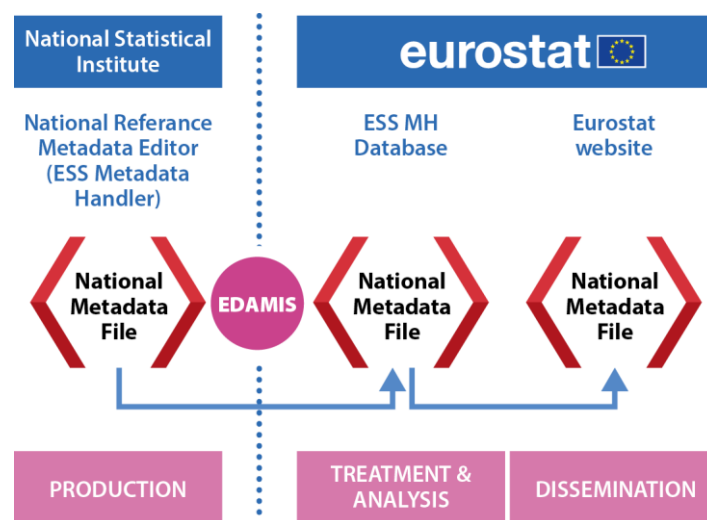 National Statistical
Institute
eurostat
National Referance
Metadata Editor
(ESS Metadata
Handler)
ESS MH
Database
Eurostat
website
National
Metadata
File
EDAMIS
National
Metadata
File
National
Metadata
File
PRODUCTION
TREATMENT &
ANALYSIS
DISSEMINATION